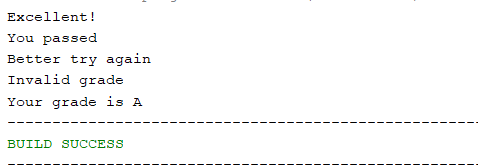 Excellent!
You passed
Better try again
Invalid grade
Your grade is A
------------------------------------------------------------------------
BUILD SUCCESS
------------------------------------------------------------------------